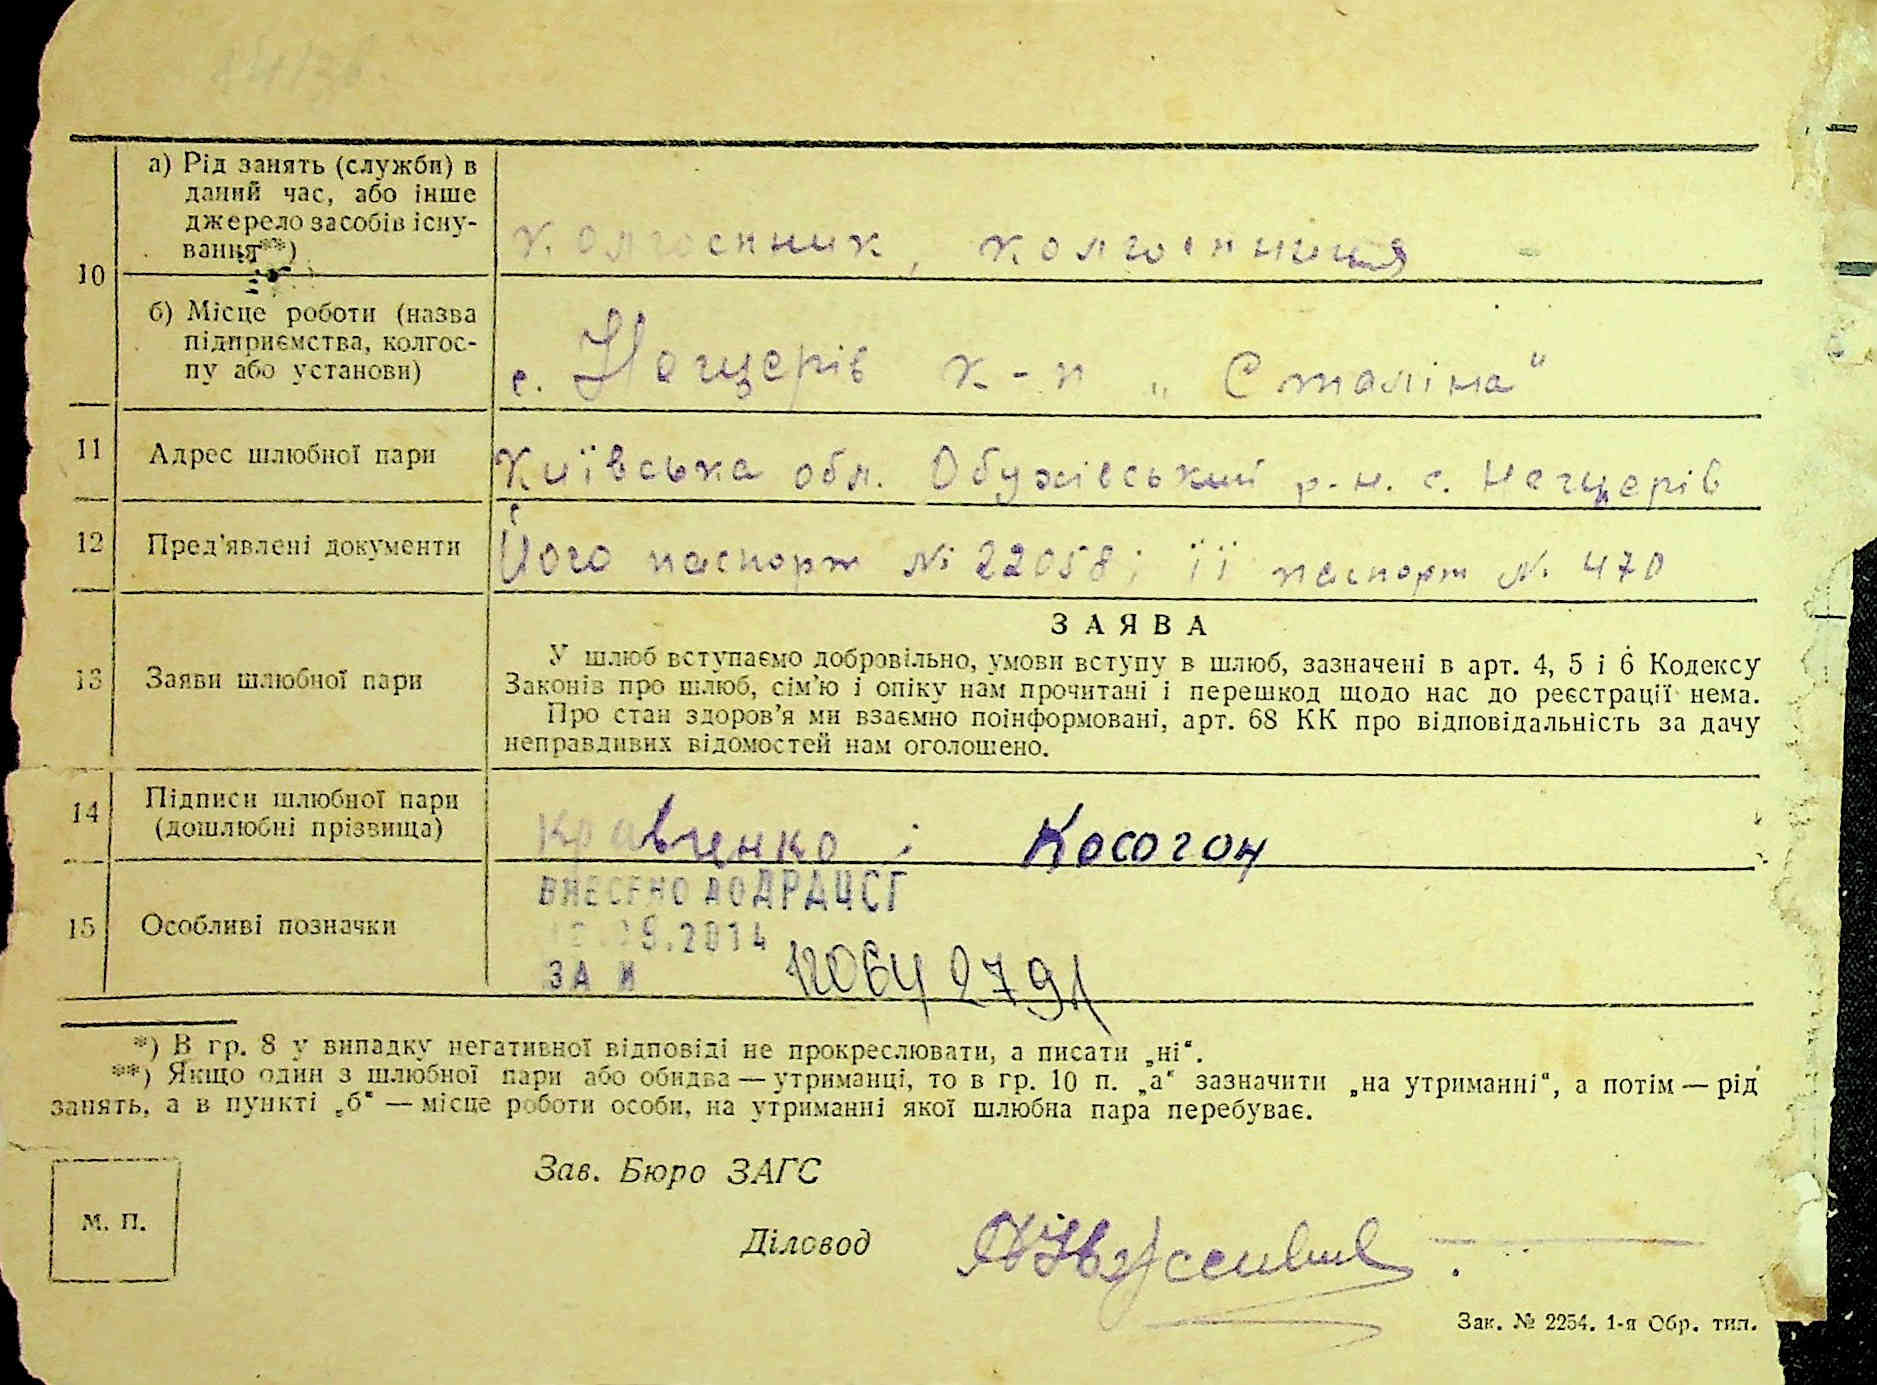 10
а) Рід занять (служби) в
даний час, або інше
джерело засобів існу-
вання**)
колгоспник, колгоспниця
б) Місце роботи (назва
підприємства, колгос-
пу або установи)
с. Нещерів к-п „Сталіна“
11 Адрес шлюбної пари Київська обл. Обухівський р-н. с. Нещерів
12 Пред'явлені документи Його паспорт № 22058; її паспорт №. 470
ЗАЯВА
13 Заяви шлюбної пари
У шлюб вступаємо добровільно, умови вступу в шлюб, зазначені в арт. 4, 5 і 6 Кодексу
Законів про шлюб, сім'ю і опіку нам прочитані і перешкод щодо нас до реєстрації нема.
Про стан здоров'я ми взаємно поінформовані, арт. 68 КК про відповідальність за дачу
неправдивих відомостей нам оголошено.
14 Підписи шлюбної пари
(дошлюбні прізвища)
Кравченко і Косогон
15 Особливі позначки
ВНЕСЕНО ДО ДРАЦСГ
9.2014
ЗА №
*) В гр. 8 у випадку негативної відповіді не прокреслювати, а писати „ні“.
**) Якщо один з шлюбної пари або обидва — утриманці, то в гр. 10 п. „а“ зазначити „на утриманні“, а потім — рід
занять, а в пункті „б“ — місце роботи особи, на утриманні якої шлюбна пара перебуває.
Зав. Бюро ЗАГС
М. П.
Діловод
Зак. № 2254. 1-я Обр. тип.